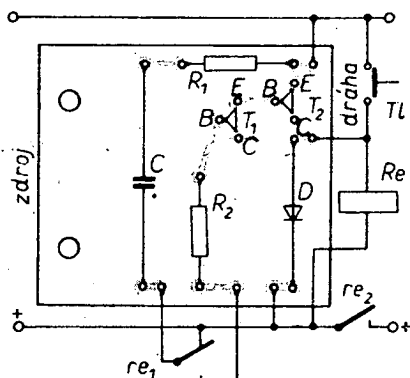 R₁
E
E
B
T₂
B
T₁
C
C
dráha
Tl
zdroj
C
R₂
D
Re
+
re₂
+
re₁